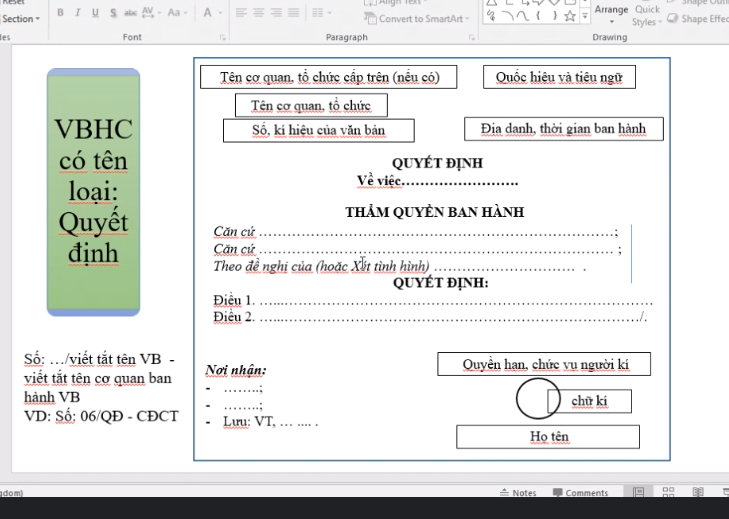 Reset
Section
B I U S abc AV Aa A
Align Text
Convert to SmartArt
Arrange
Quick
Styles
Shape Effec
Font
Paragraph
Drawing
VBHC
có tên
loại:
Quyết
định
Tên cơ quan, tổ chức cấp trên (nếu có)
Quốc hiệu và tiêu ngữ
Tên cơ quan, tổ chức
Số, kí hiệu của văn bản
Địa danh, thời gian ban hành
QUYẾT ĐỊNH
Về việc……………………..
THẨM QUYỀN BAN HÀNH
Căn cứ …………………………………………………………………;
Căn cứ ………………………………………………………………… ;
Theo đề nghị của (hoặc Xét tình hình) ………………………… .
QUYẾT ĐỊNH:
Điều 1. ……………………………………………………………………
Điều 2. …………………………………………………………………/.
Số: …/viết tắt tên VB -
viết tắt tên cơ quan ban
hành VB
VD: Số: 06/QĐ - CĐCT
Nơi nhận:
- ……..;
- ……..;
- Lưu: VT, … .... .
Quyền hạn, chức vụ người kí
chữ kí
Họ tên
gdom)
Notes
Comments